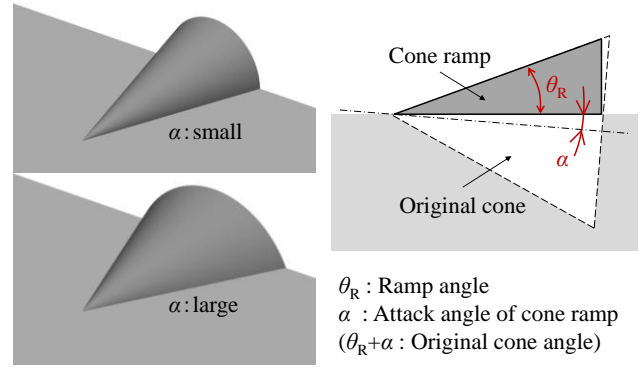 α : small
α : large
Cone ramp
θR
α
Original cone
θR : Ramp angle
α : Attack angle of cone ramp
(θR+α : Original cone angle)